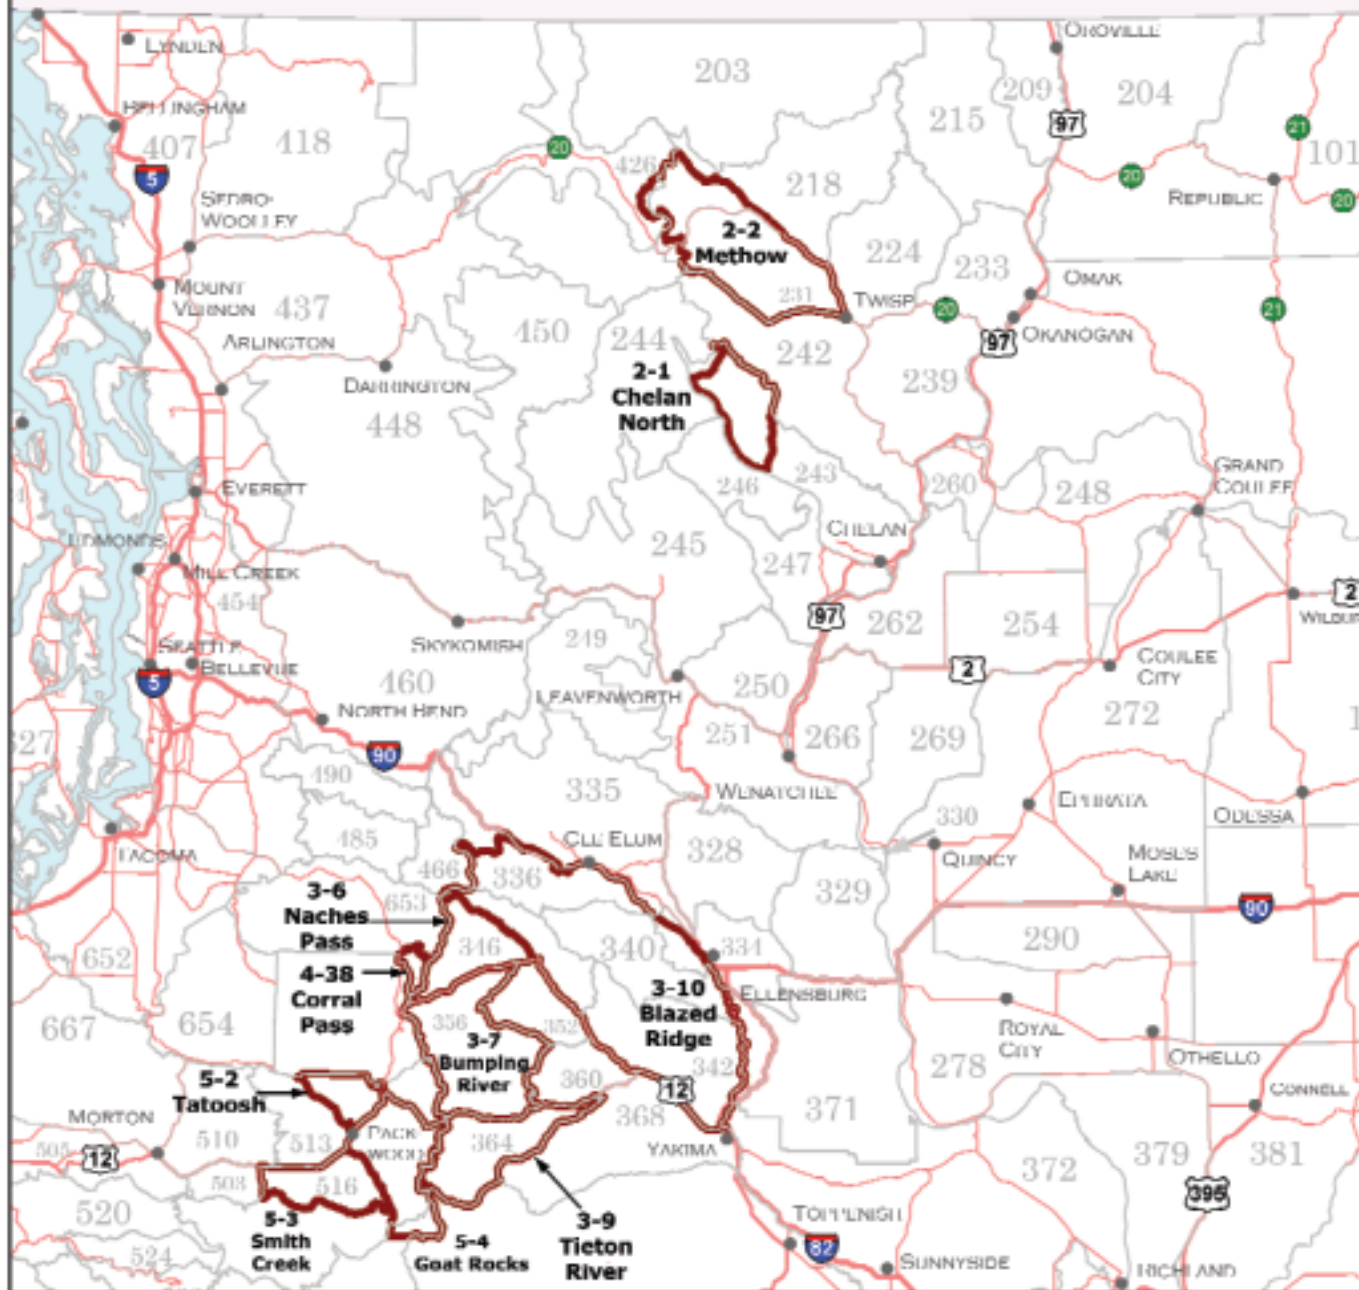 LYNDEN
OROVILLE
203
209
204
BELLINGHAM
407
418
215
97
21
101
20
426
5
218
20
REPUBLIC
20
SEDRO-
WOOLLEY
2-2
Methow
224
233
MOUNT
VERNON
437
231
TWISP
OMAK
20
21
OKANOGAN
450
244
242
97
ARLINGTON
DARRINGTON
2-1
Chelan
North
239
448
246
243
260
248
GRAND
COULEE
EVERETT
EDMONDS
MILL CREEK
245
CHELAN
247
454
97
262
254
2
WILBUR
SKYKOMISH
249
SEATTLE
BELLEVUE
5
460
LEAVENWORTH
250
2
COULEE
CITY
NORTH BEND
251
266
269
272
327
90
490
335
WENATCHEE
EPHRATA
ODESSA
330
485
TACOMA
CLE ELUM
328
QUINCY
MOSES
LAKE
466
336
329
3-6
Naches
Pass
653
346
340
334
90
290
652
4-38
Corral
Pass
3-10
Blazed
Ridge
ELLENSBURG
667
654
356
352
ROYAL
CITY
3-7
Bumping
River
342
OTHELLO
278
5-2
Tatoosh
360
12
368
371
CONNELL
MORTON
505
12
510
513
PACK-
WOOD
364
YAKIMA
372
379
381
503
516
395
520
5-3
Smith
Creek
5-4
Goat Rocks
3-9
Tieton
River
TOPPENISH
82
524
SUNNYSIDE
RICHLAND